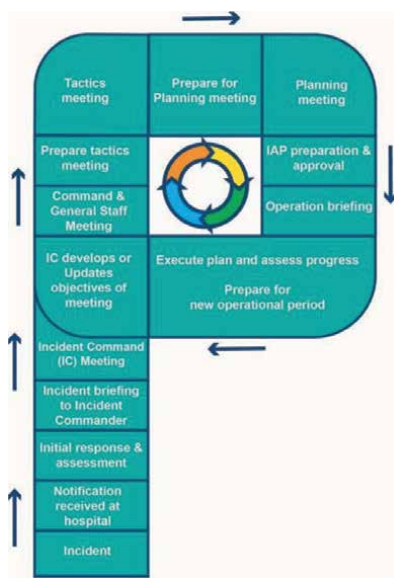 Tactics
meeting
Prepare for
Planning meeting
Planning
meeting
Prepare tactics
meeting
IAP preparation &
approval
Command &
General Staff
Meeting
Operation briefing
IC develops or
Updates
objectives of
meeting
Execute plan and assess progress
Prepare for
new operational period
Incident Command
(IC) Meeting
Incident briefing
to Incident
Commander
Initial response &
assessment
Notification
received at
hospital
Incident